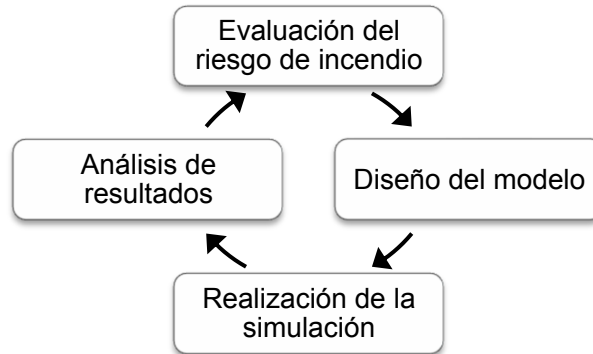 Evaluación del
riesgo de incendio
Análisis de
resultados
Diseño del modelo
Realización de la
simulación